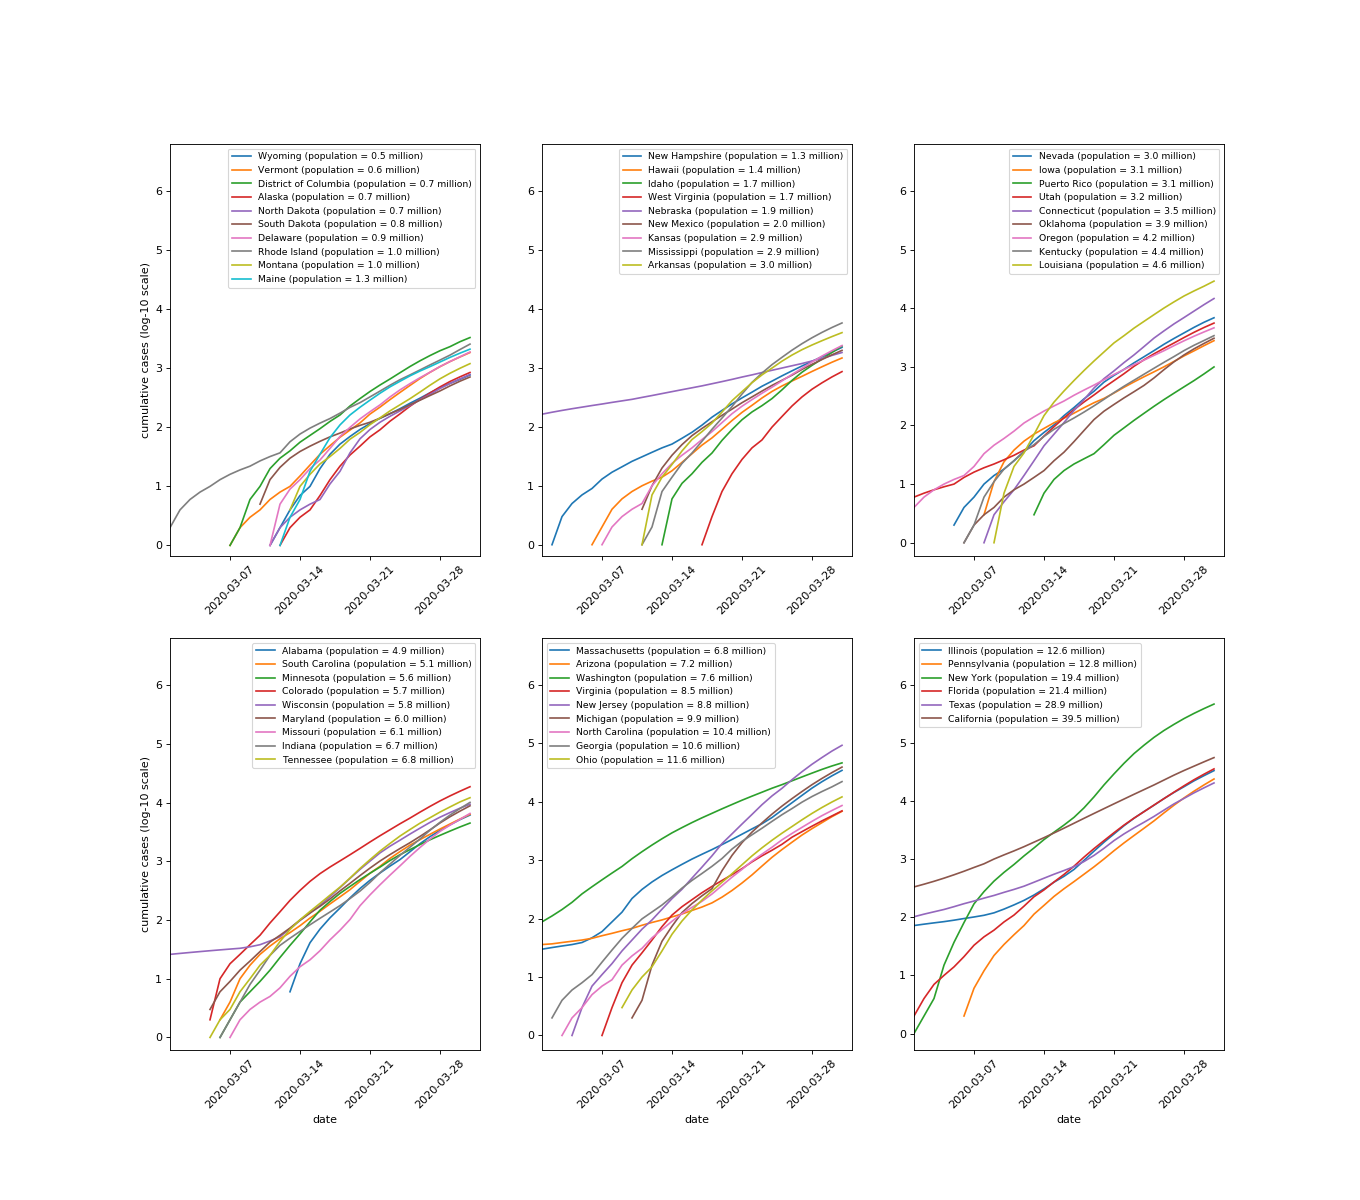 Wyoming (population = 0.5 million)
Vermont (population = 0.6 million)
District of Columbia (population = 0.7 million)
Alaska (population = 0.7 million)
North Dakota (population = 0.7 million)
South Dakota (population = 0.8 million)
Delaware (population = 0.9 million)
Rhode Island (population = 1.0 million)
Montana (population = 1.0 million)
Maine (population = 1.3 million)
6
5
4
3
2
1
0
cumulative cases (log-10 scale)
2020-03-07
2020-03-14
2020-03-21
2020-03-28
New Hampshire (population = 1.3 million)
Hawaii (population = 1.4 million)
Idaho (population = 1.7 million)
West Virginia (population = 1.7 million)
Nebraska (population = 1.9 million)
New Mexico (population = 2.0 million)
Kansas (population = 2.9 million)
Mississippi (population = 2.9 million)
Arkansas (population = 3.0 million)
6
5
4
3
2
1
0
2020-03-07
2020-03-14
2020-03-21
2020-03-28
Nevada (population = 3.0 million)
Iowa (population = 3.1 million)
Puerto Rico (population = 3.1 million)
Utah (population = 3.2 million)
Connecticut (population = 3.5 million)
Oklahoma (population = 3.9 million)
Oregon (population = 4.2 million)
Kentucky (population = 4.4 million)
Louisiana (population = 4.6 million)
6
5
4
3
2
1
0
2020-03-07
2020-03-14
2020-03-21
2020-03-28
Alabama (population = 4.9 million)
South Carolina (population = 5.1 million)
Minnesota (population = 5.6 million)
Colorado (population = 5.7 million)
Wisconsin (population = 5.8 million)
Maryland (population = 6.0 million)
Missouri (population = 6.1 million)
Indiana (population = 6.7 million)
Tennessee (population = 6.8 million)
6
5
4
3
2
1
0
cumulative cases (log-10 scale)
2020-03-07
2020-03-14
2020-03-21
2020-03-28
date
Massachusetts (population = 6.8 million)
Arizona (population = 7.2 million)
Washington (population = 7.6 million)
Virginia (population = 8.5 million)
New Jersey (population = 8.8 million)
Michigan (population = 9.9 million)
North Carolina (population = 10.4 million)
Georgia (population = 10.6 million)
Ohio (population = 11.6 million)
6
5
4
3
2
1
0
2020-03-07
2020-03-14
2020-03-21
2020-03-28
date
Illinois (population = 12.6 million)
Pennsylvania (population = 12.8 million)
New York (population = 19.4 million)
Florida (population = 21.4 million)
Texas (population = 28.9 million)
California (population = 39.5 million)
6
5
4
3
2
1
0
2020-03-07
2020-03-14
2020-03-21
2020-03-28
date